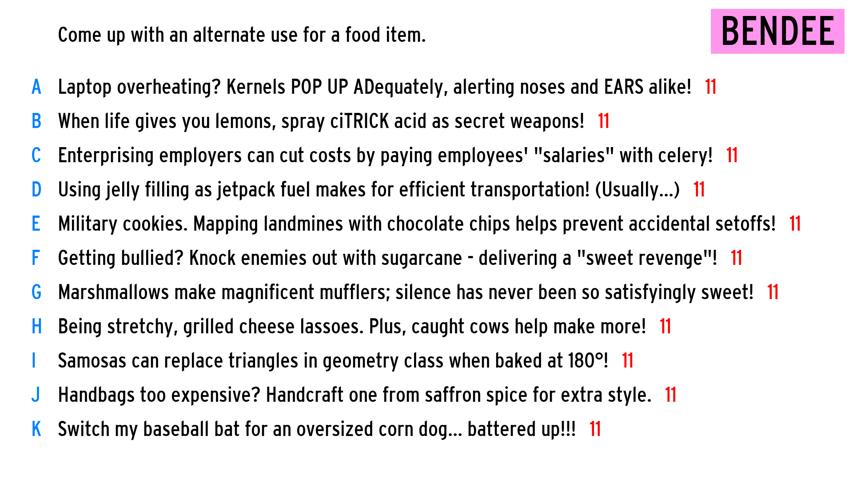 Come up with an alternate use for a food item.
BENDEE
A Laptop overheating? Kernels POP UP ADequately, alerting noses and EARS alike! 11
B When life gives you lemons, spray ciTRICK acid as secret weapons! 11
C Enterprising employers can cut costs by paying employees' "salaries" with celery! 11
D Using jelly filling as jetpack fuel makes for efficient transportation! (Usually...) 11
E Military cookies. Mapping landmines with chocolate chips helps prevent accidental setoffs! 11
F Getting bullied? Knock enemies out with sugarcane - delivering a "sweet revenge"! 11
G Marshmallows make magnificent mufflers; silence has never been so satisfyingly sweet! 11
H Being stretchy, grilled cheese lassoes. Plus, caught cows help make more! 11
I Samosas can replace triangles in geometry class when baked at 180°! 11
J Handbags too expensive? Handcraft one from saffron spice for extra style. 11
K Switch my baseball bat for an oversized corn dog... battered up!!! 11